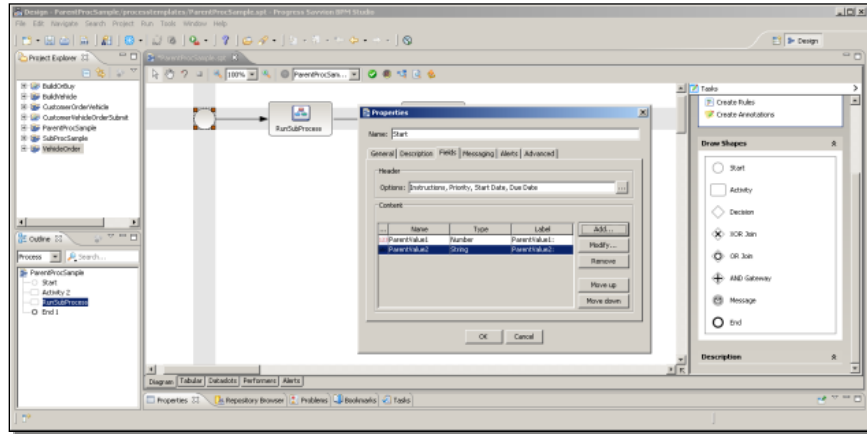 Design - ParentProcSample/processtemplates/ParentProcSample.spt - Progress Savvion BPM Studio
File Edit Navigate Search Project Run Tools Window Help
Design
Project Explorer
BuildOrBuy
BuildVehicle
CustomerOrderVehicle
CustomerVehicleOrderSubmit
ParentProcSample
SubProcSample
VehicleOrder
100%
ParentProcSam...
RunSubProcess
Tasks
Create Rules
Create Annotations
Draw Shapes
Start
Activity
Decision
XOR Join
OR Join
AND Gateway
Message
End
Description
Properties
Name: Start
General Description Fields Messaging Alerts Advanced
Header
Options: Instructions, Priority, Start Date, Due Date ...
Content
... Name Type Label
ParentValue1 Number ParentValue1:
ParentValue2 String ParentValue2:
Add...
Modify...
Remove
Move up
Move down
OK Cancel
Outline
Process Search...
ParentProcSample
Start
Activity 2
RunSubProcess
End 1
Diagram Tabular Dataslots Performers Alerts
Properties Repository Browser Problems Bookmarks Tasks